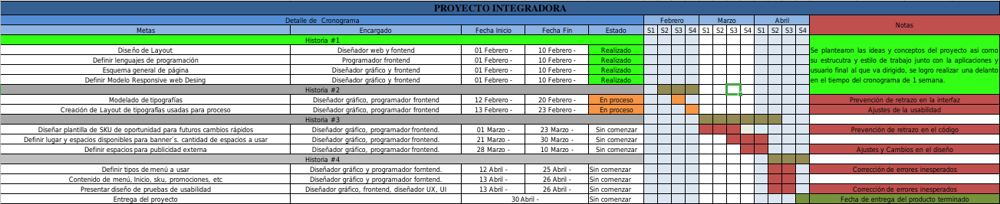 PROYECTO INTEGRADORA
Detalle de Cronograma Febrero Marzo Abril Notas
Metas Encargado Fecha Inicio Fecha Fin Estado S1 S2 S3 S4 S1 S2 S3 S4 S1 S2 S3 S4
Historia #1
Diseño de Layout Diseñador web y fontend 01 Febrero - 10 Febrero - Realizado Se plantearon las ideas y conceptos del proyecto asi como
Definir lenguajes de programación Programador frontend 01 Febrero - 10 Febrero - Realizado su estrucutra y estilo de trabajo junto con la aplicaciones y
Esquema general de página Diseñador gráfico y frontend 01 Febrero - 10 Febrero - Realizado usuario final al que va dirigido, se logro realizar una delanto
Definir Modelo Responsive web Desing Diseñador gráfico y frontend 01 Febrero - 10 Febrero - Realizado en el tiempo del cronograma de 1 semana.
Historia #2
Modelado de tipografías Diseñador gráfico, programador frontend 12 Febrero - 20 Febrero - En proceso Prevención de retrazo en la interfaz
Creación de Layout de tipografías usadas para proceso Diseñador gráfico, programador frontend 13 Febrero - 23 Febrero - En proceso Ajustes de la usabilidad
Historia #3
Diseñar plantilla de SKU de oportunidad para futuros cambios rápidos Diseñador gráfico, programador frontend. 01 Marzo - 23 Marzo - Sin comenzar Prevención de retrazo en el código
Definir lugar y espacios disponibles para banner´s. cantidad de espacios a usar Diseñador gráfico, programador frontend. 21 Marzo - 30 Marzo - Sin comenzar
Definir espacios para publicidad externa Diseñador gráfico, programador frontend. 28 Marzo - 10 Marzo - Sin comenzar Ajustes y Cambios en el diseño
Historia #4
Definir tipos de menú a usar Diseñador gráfico y programador frontend. 12 Abril - 25 Abril - Sin comenzar Corrección de errores inesperados
Contenido de menú, Inicio, sku, promociones, etc Diseñador gráfico y programador frontend. 13 Abril - 26 Abril - Sin comenzar
Presentar diseño de pruebas de usabilidad Diseñador gráfico, frontend, diseñador UX, UI 13 Abril - 26 Abril - Sin comenzar Corrección de errores inesperados
Entrega del proyecto 30 Abril - Sin comenzar Fecha de entrega del producto terminado